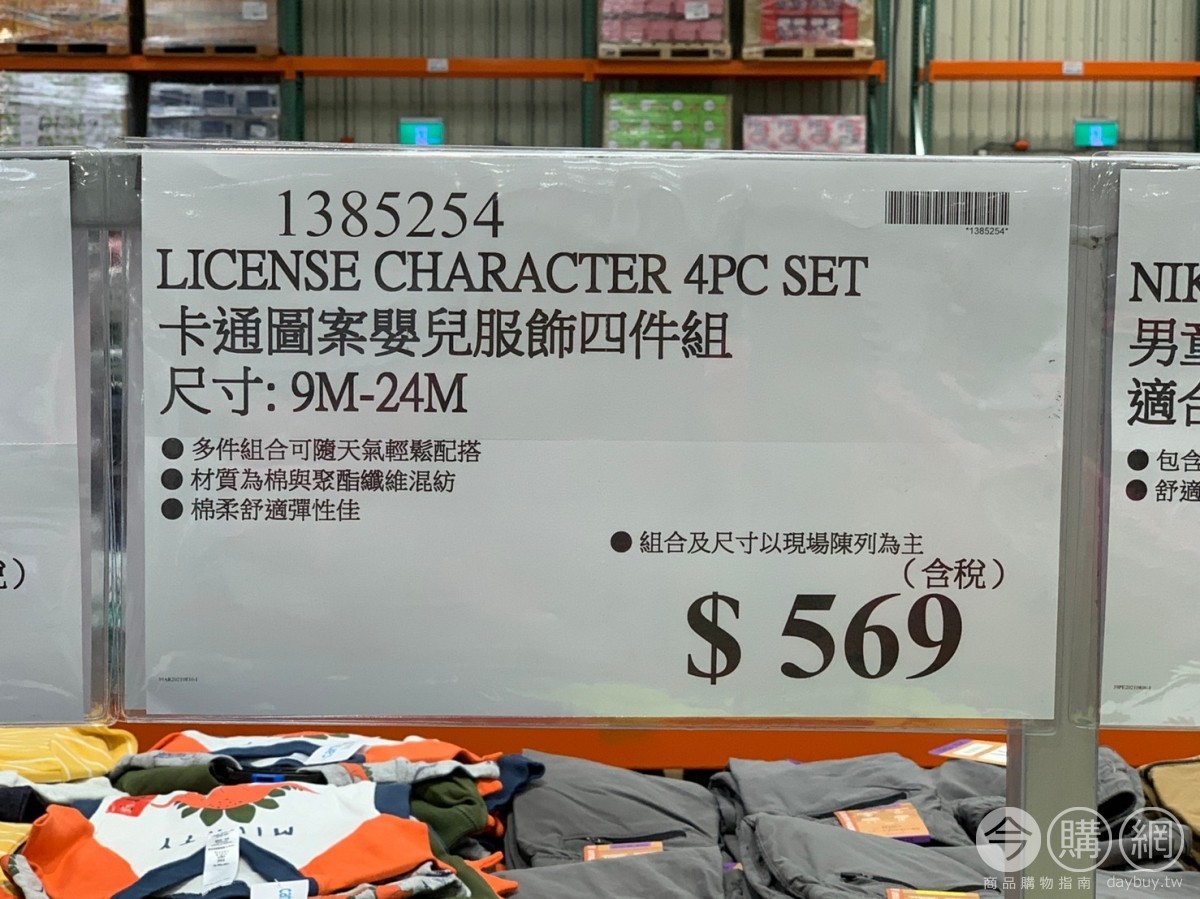 1385254
*1385254*
LICENSE CHARACTER 4PC SET
卡通圖案嬰兒服飾四件組
尺寸: 9M-24M
● 多件組合可隨天氣輕鬆配搭
● 材質為棉與聚酯纖維混紡
● 棉柔舒適彈性佳
● 組合及尺寸以現場陳列為主
（含稅）
$ 569
NIK
男童
適合
● 包含
● 舒適
稅）
MIGHTY
今購網
商品購物指南 daybuy.tw